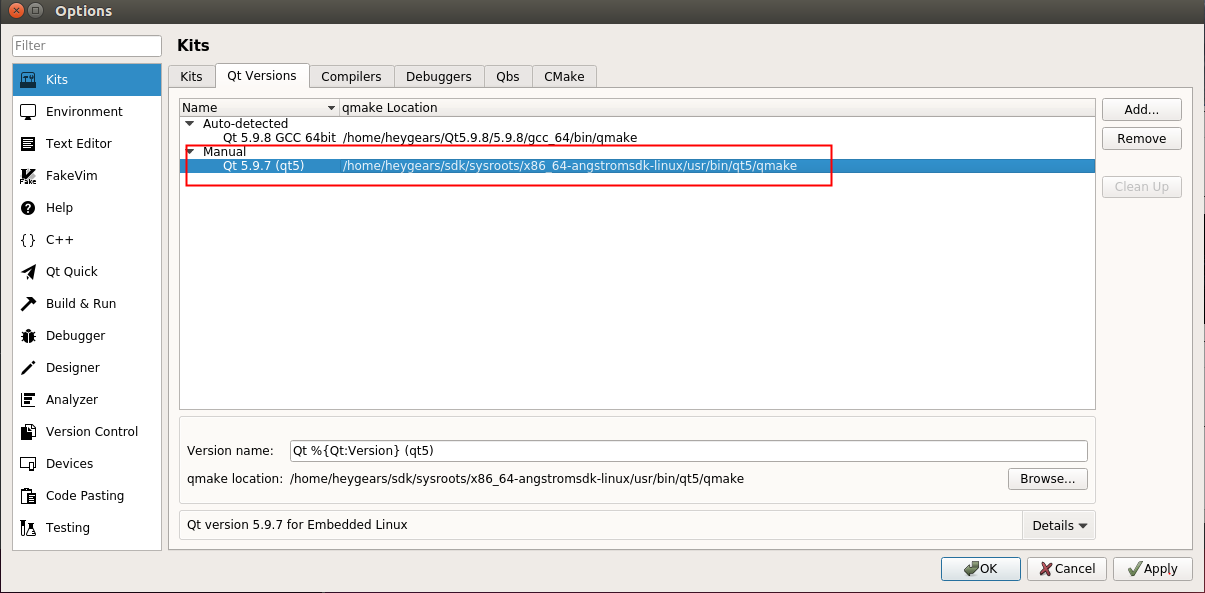 Options
Filter
Kits
Kits
Environment
Text Editor
FakeVim
Help
C++
Qt Quick
Build & Run
Debugger
Designer
Analyzer
Version Control
Devices
Code Pasting
Testing
Kits Qt Versions Compilers Debuggers Qbs CMake
Name qmake Location
Auto-detected
Qt 5.9.8 GCC 64bit /home/heygears/Qt5.9.8/5.9.8/gcc_64/bin/qmake
Manual
Qt 5.9.7 (qt5) /home/heygears/sdk/sysroots/x86_64-angstromsdk-linux/usr/bin/qt5/qmake
Add...
Remove
Clean Up
Version name: Qt %{Qt:Version} (qt5)
qmake location: /home/heygears/sdk/sysroots/x86_64-angstromsdk-linux/usr/bin/qt5/qmake Browse...
Qt version 5.9.7 for Embedded Linux Details
OK Cancel Apply